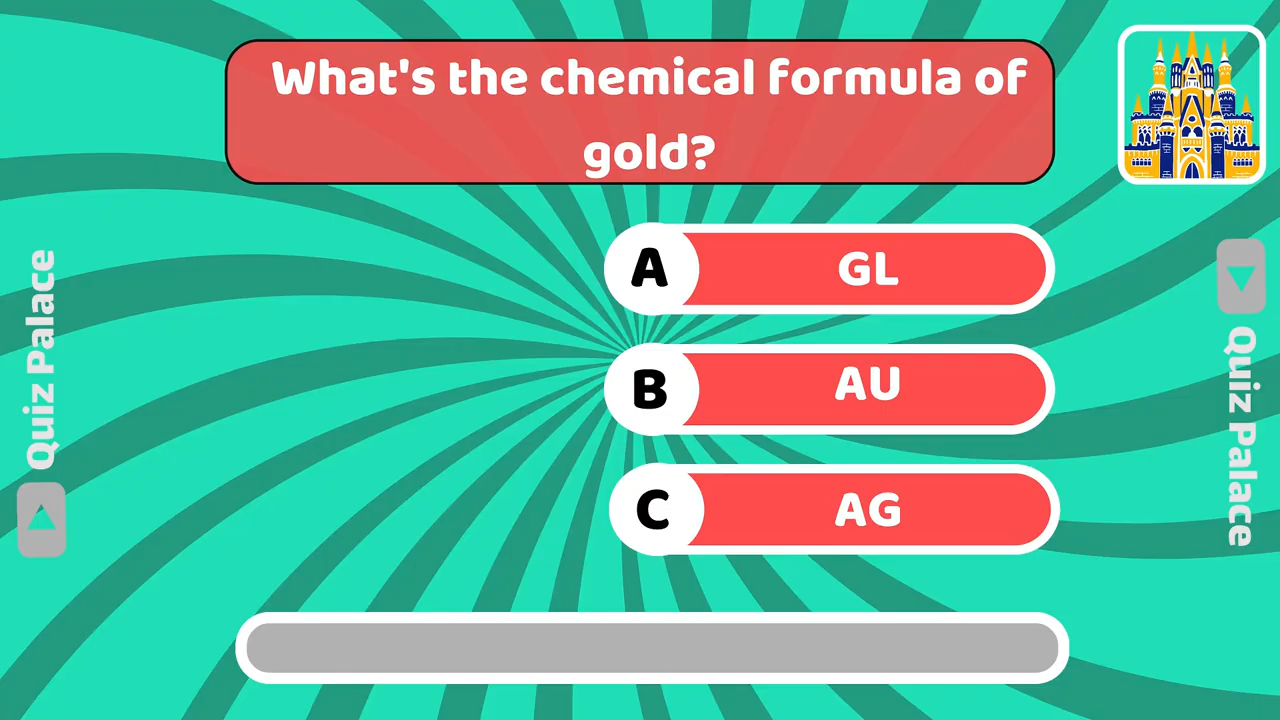 What's the chemical formula of
gold?
A GL
B AU
C AG
Quiz Palace
Quiz Palace